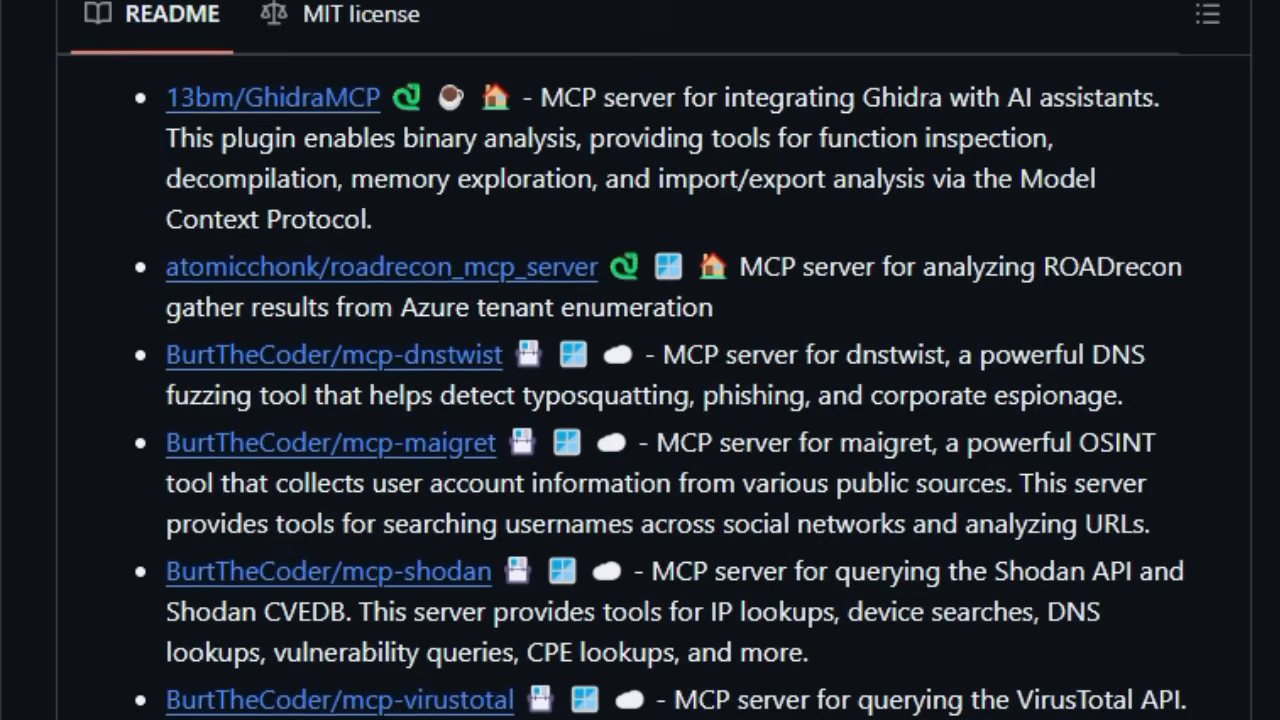 README MIT license
13bm/GhidraMCP 🐍 ☕ 🏠 - MCP server for integrating Ghidra with AI assistants.
This plugin enables binary analysis, providing tools for function inspection,
decompilation, memory exploration, and import/export analysis via the Model
Context Protocol.
atomicchonk/roadrecon_mcp_server 🐍 🪟 🏠 MCP server for analyzing ROADrecon
gather results from Azure tenant enumeration
BurtTheCoder/mcp-dnstwist 📇 🪟 ☁️ - MCP server for dnstwist, a powerful DNS
fuzzing tool that helps detect typosquatting, phishing, and corporate espionage.
BurtTheCoder/mcp-maigret 📇 🪟 ☁️ - MCP server for maigret, a powerful OSINT
tool that collects user account information from various public sources. This server
provides tools for searching usernames across social networks and analyzing URLs.
BurtTheCoder/mcp-shodan 📇 🪟 ☁️ - MCP server for querying the Shodan API and
Shodan CVEDB. This server provides tools for IP lookups, device searches, DNS
lookups, vulnerability queries, CPE lookups, and more.
BurtTheCoder/mcp-virustotal 📇 🪟 ☁️ - MCP server for querying the VirusTotal API.